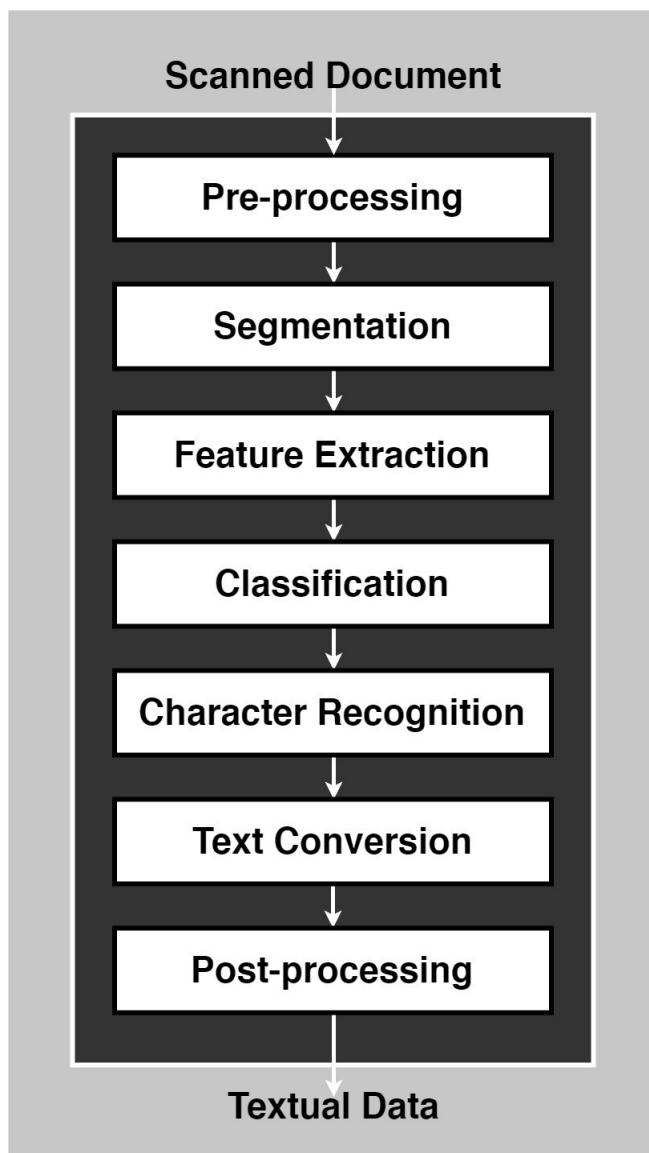 Scanned Document
Pre-processing
Segmentation
Feature Extraction
Classification
Character Recognition
Text Conversion
Post-processing
Textual Data